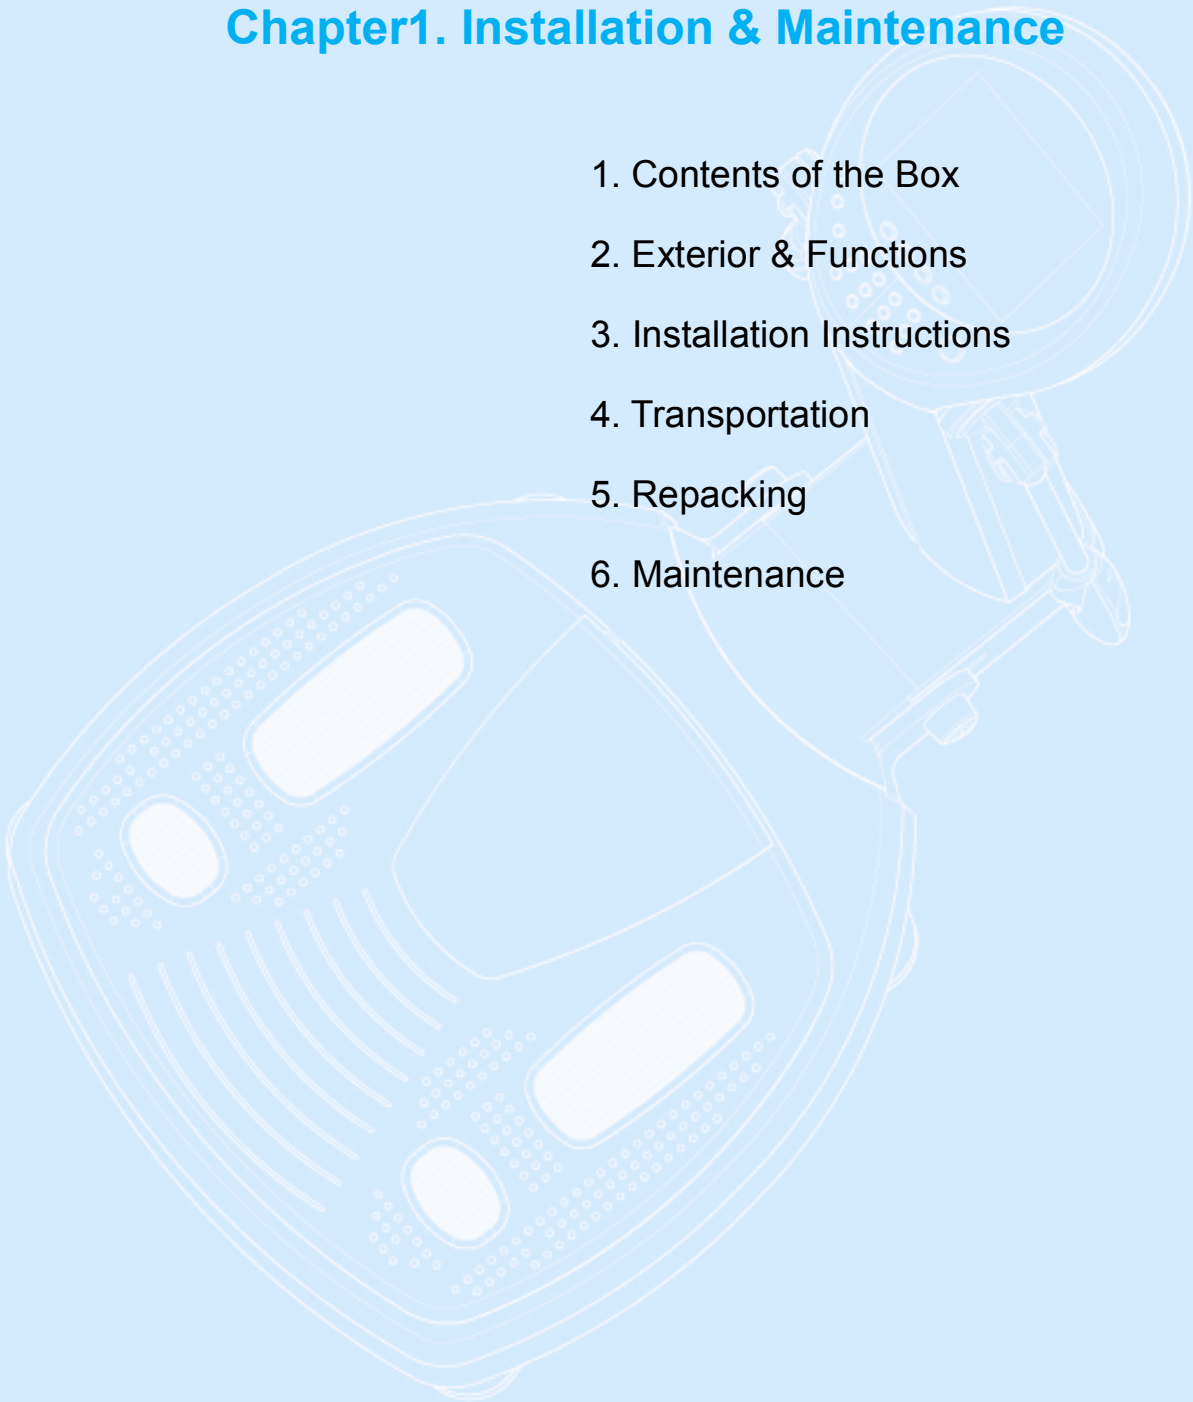 Chapter1. Installation & Maintenance
1. Contents of the Box
2. Exterior & Functions
3. Installation Instructions
4. Transportation
5. Repacking
6. Maintenance